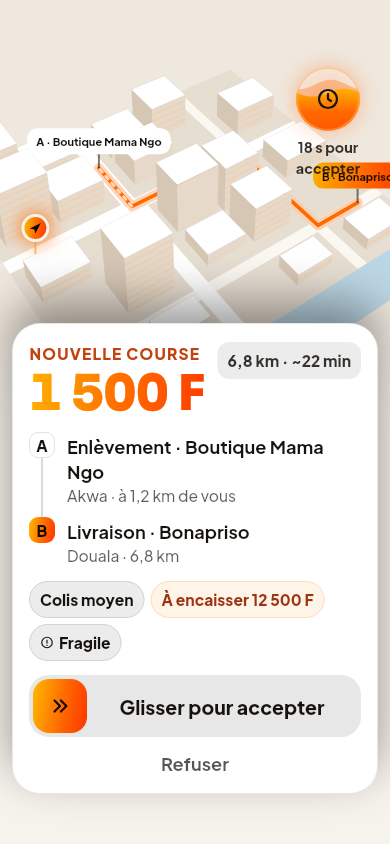 A · Boutique Mama Ngo
18 s pour
accepter
B · Bonapriso
NOUVELLE COURSE
6,8 km · ~22 min
1 500 F
A
Enlèvement · Boutique Mama
Ngo
Akwa · à 1,2 km de vous
B
Livraison · Bonapriso
Douala · 6,8 km
Colis moyen
À encaisser 12 500 F
Fragile
Glisser pour accepter
Refuser